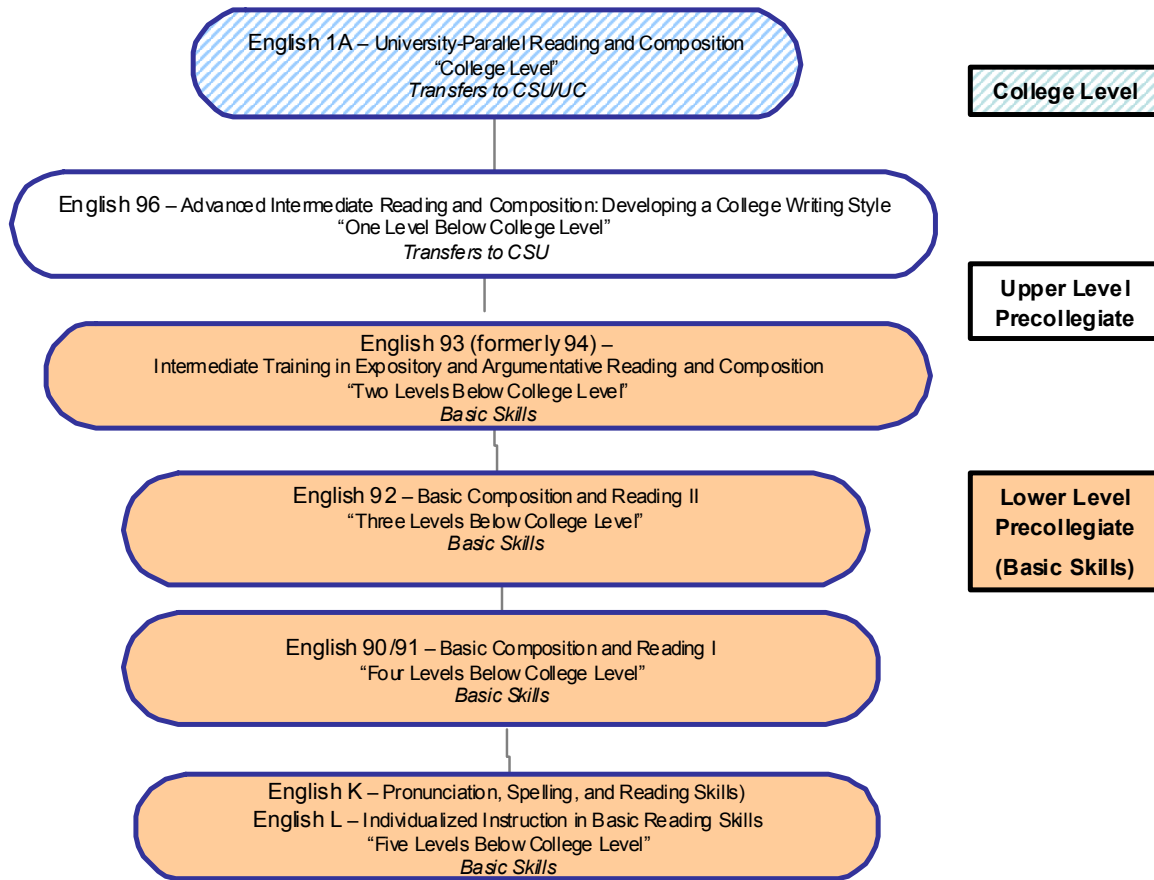 English 1A – University-Parallel Reading and Composition
“College Level”
Transfers to CSU/UC
College Level
English 96 – Advanced Intermediate Reading and Composition: Developing a College Writing Style
“One Level Below College Level”
Transfers to CSU
Upper Level
Precollegiate
English 93 (formerly 94) –
Intermediate Training in Expository and Argumentative Reading and Composition
“Two Levels Below College Level”
Basic Skills
English 92 – Basic Composition and Reading II
“Three Levels Below College Level”
Basic Skills
Lower Level
Precollegiate
(Basic Skills)
English 90/91 – Basic Composition and Reading I
“Four Levels Below College Level”
Basic Skills
English K – Pronunciation, Spelling, and Reading Skills)
English L – Individualized Instruction in Basic Reading Skills
“Five Levels Below College Level”
Basic Skills